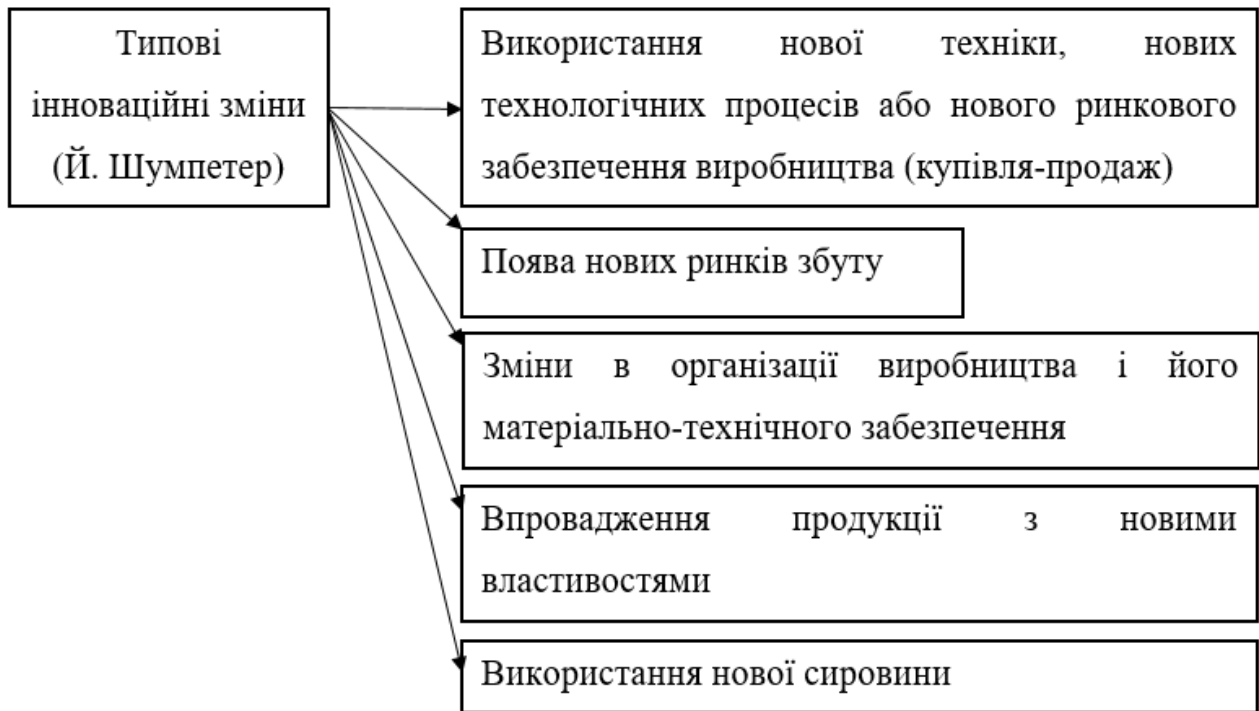 Типові
інноваційні зміни
(Й. Шумпетер)
Використання нової техніки, нових
технологічних процесів або нового ринкового
забезпечення виробництва (купівля-продаж)
Поява нових ринків збуту
Зміни в організації виробництва і його
матеріально-технічного забезпечення
Впровадження продукції з новими
властивостями
Використання нової сировини